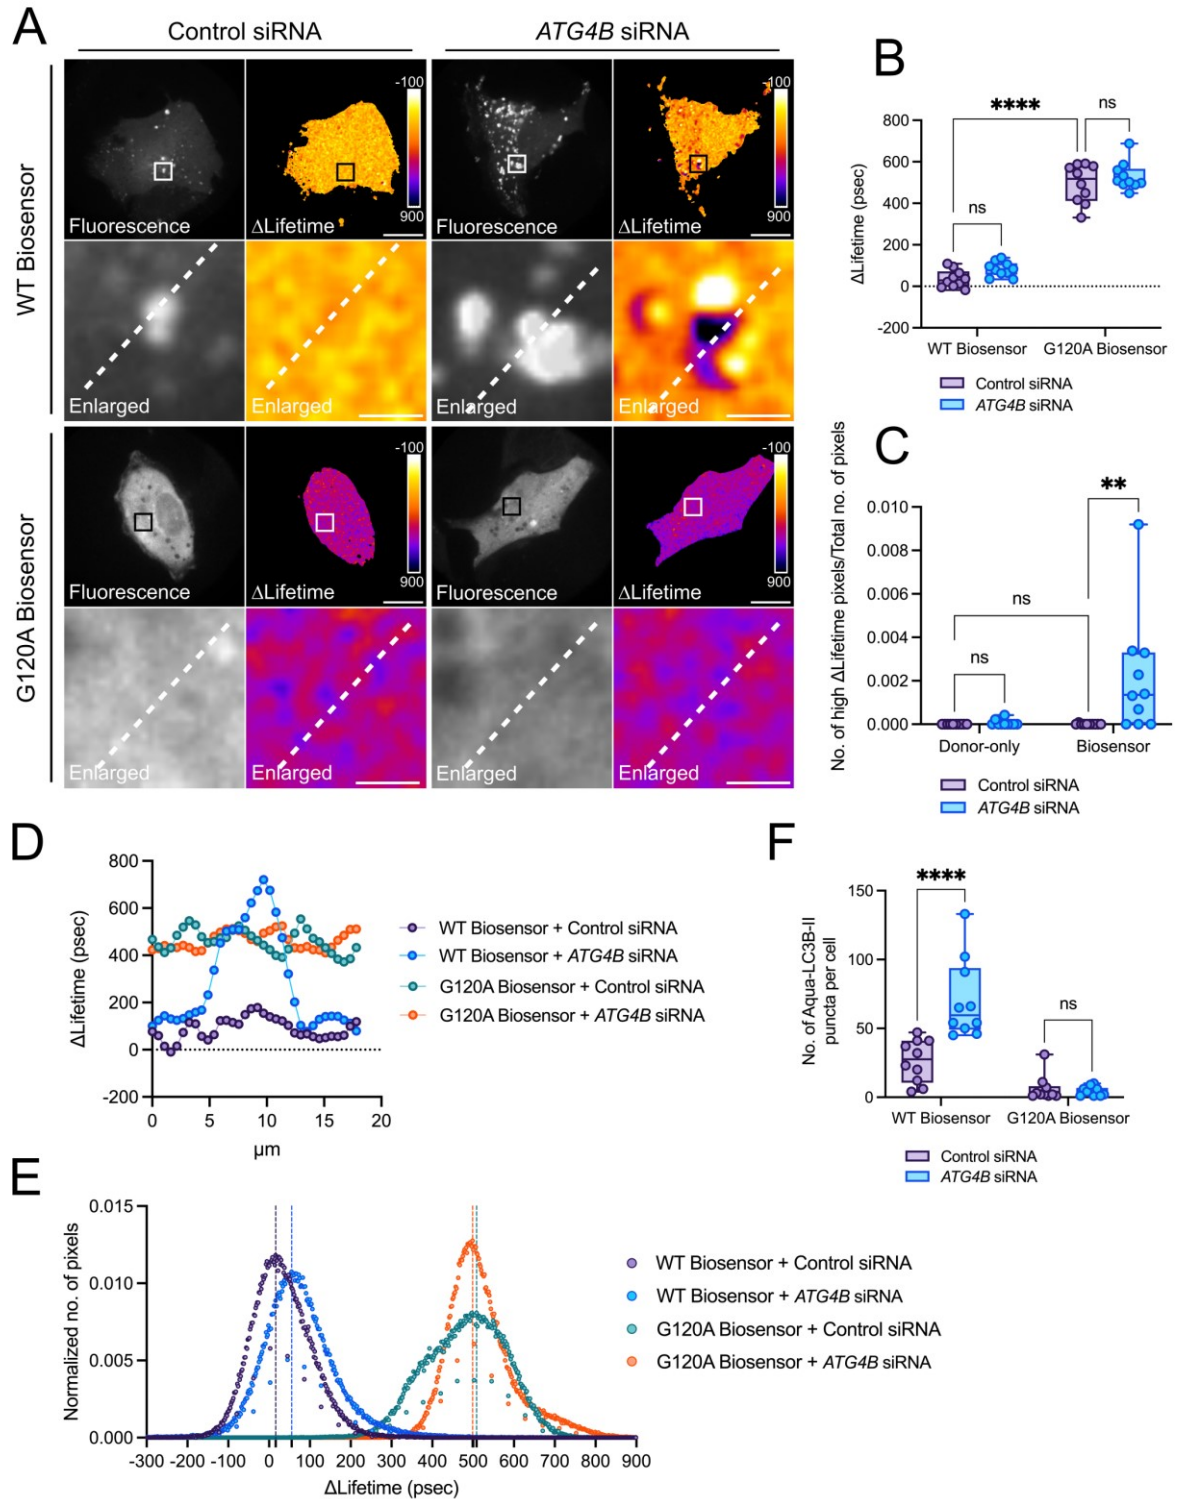 A
Control siRNA
ATG4B siRNA
WT Biosensor
-100
-100
Fluorescence
ΔLifetime
900
Fluorescence
ΔLifetime
900
Enlarged
Enlarged
Enlarged
Enlarged
G120A Biosensor
-100
-100
Fluorescence
ΔLifetime
900
Fluorescence
ΔLifetime
900
Enlarged
Enlarged
Enlarged
Enlarged
B
ΔLifetime (psec)
800
600
400
200
0
-200
****
ns
ns
WT Biosensor
G120A Biosensor
Control siRNA
ATG4B siRNA
C
No. of high ΔLifetime pixels/Total no. of pixels
0.010
0.008
0.006
0.004
0.002
0.000
**
ns
ns
Donor-only
Biosensor
Control siRNA
ATG4B siRNA
D
ΔLifetime (psec)
800
600
400
200
0
-200
0 5 10 15 20
µm
WT Biosensor + Control siRNA
WT Biosensor + ATG4B siRNA
G120A Biosensor + Control siRNA
G120A Biosensor + ATG4B siRNA
F
No. of Aqua-LC3B-II
puncta per cell
150
100
50
0
****
ns
WT Biosensor
G120A Biosensor
Control siRNA
ATG4B siRNA
E
Normalized no. of pixels
0.015
0.010
0.005
0.000
-300 -200 -100 0 100 200 300 400 500 600 700 800 900
ΔLifetime (psec)
WT Biosensor + Control siRNA
WT Biosensor + ATG4B siRNA
G120A Biosensor + Control siRNA
G120A Biosensor + ATG4B siRNA